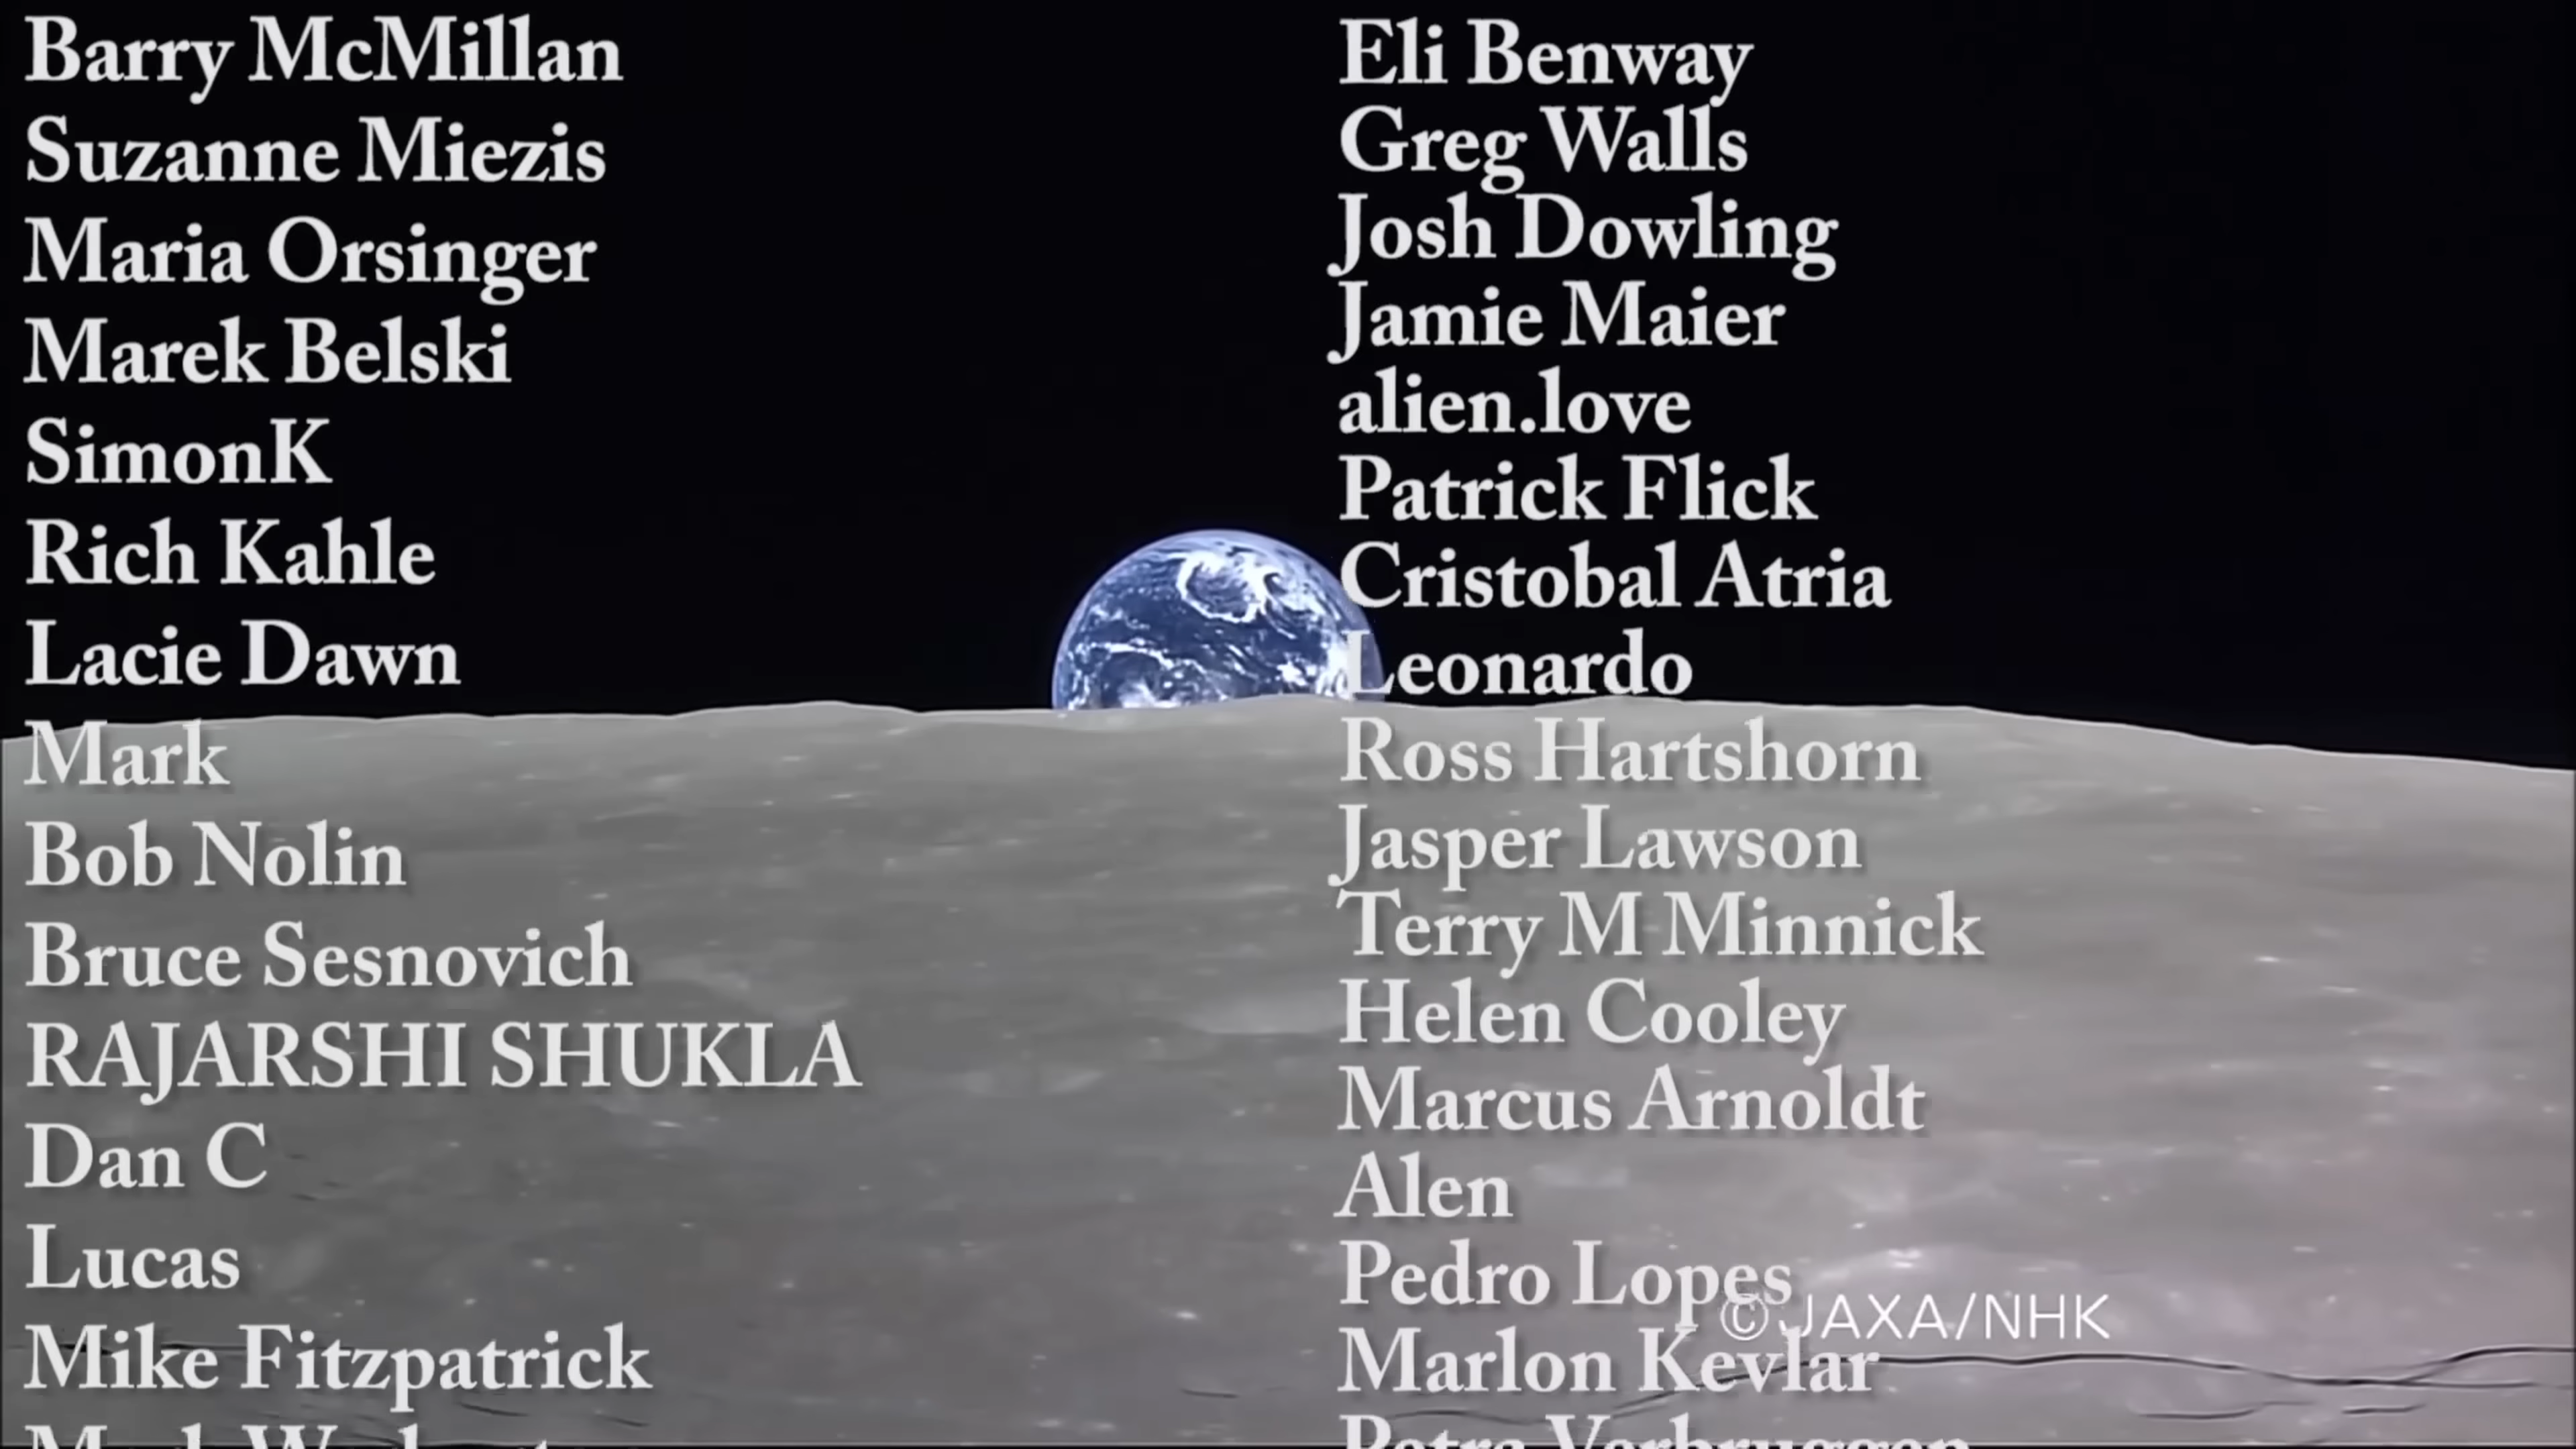 Barry McMillan
Suzanne Miezis
Maria Orsinger
Marek Belski
SimonK
Rich Kahle
Lacie Dawn
Mark
Bob Nolin
Bruce Sesnovich
RAJARSHI SHUKLA
Dan C
Lucas
Mike Fitzpatrick
Eli Benway
Greg Walls
Josh Dowling
Jamie Maier
alien.love
Patrick Flick
Cristobal Atria
Leonardo
Ross Hartshorn
Jasper Lawson
Terry M Minnick
Helen Cooley
Marcus Arnoldt
Alen
Pedro Lopes
© JAXA/NHK
Marlon Kevlar